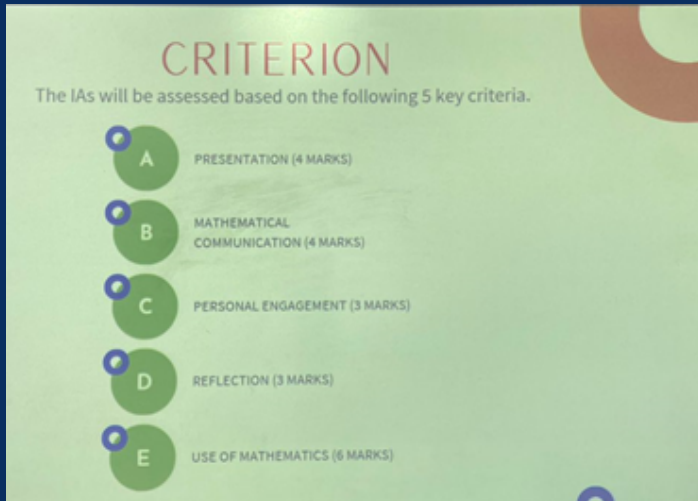 CRITERION
The IAs will be assessed based on the following 5 key criteria.
A
PRESENTATION (4 MARKS)
B
MATHEMATICAL
COMMUNICATION (4 MARKS)
C
PERSONAL ENGAGEMENT (3 MARKS)
D
REFLECTION (3 MARKS)
E
USE OF MATHEMATICS (6 MARKS)